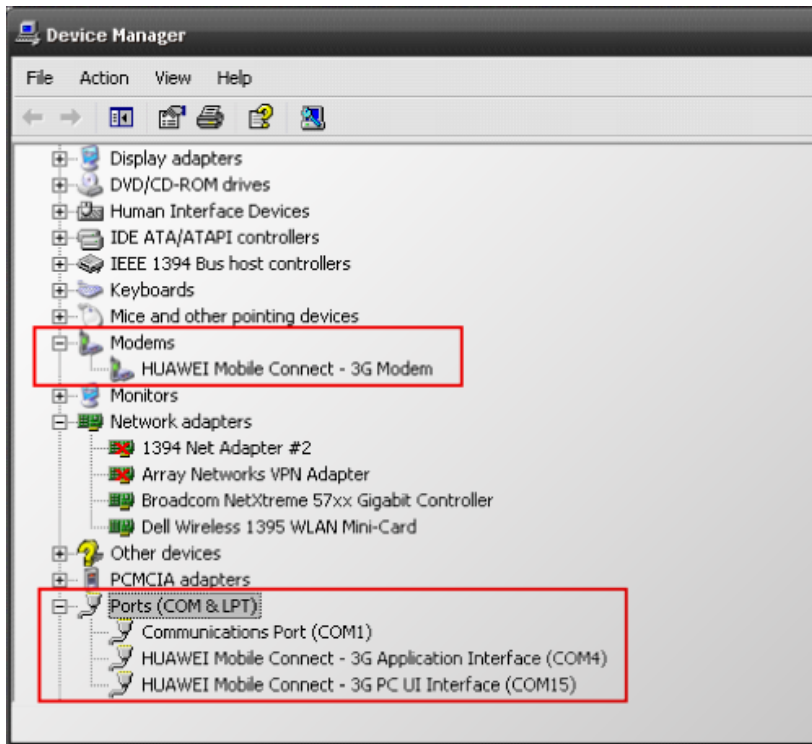 Device Manager
File Action View Help
Display adapters
DVD/CD-ROM drives
Human Interface Devices
IDE ATA/ATAPI controllers
IEEE 1394 Bus host controllers
Keyboards
Mice and other pointing devices
Modems
HUAWEI Mobile Connect - 3G Modem
Monitors
Network adapters
1394 Net Adapter #2
Array Networks VPN Adapter
Broadcom NetXtreme 57xx Gigabit Controller
Dell Wireless 1395 WLAN Mini-Card
Other devices
PCMCIA adapters
Ports (COM & LPT)
Communications Port (COM1)
HUAWEI Mobile Connect - 3G Application Interface (COM4)
HUAWEI Mobile Connect - 3G PC UI Interface (COM15)